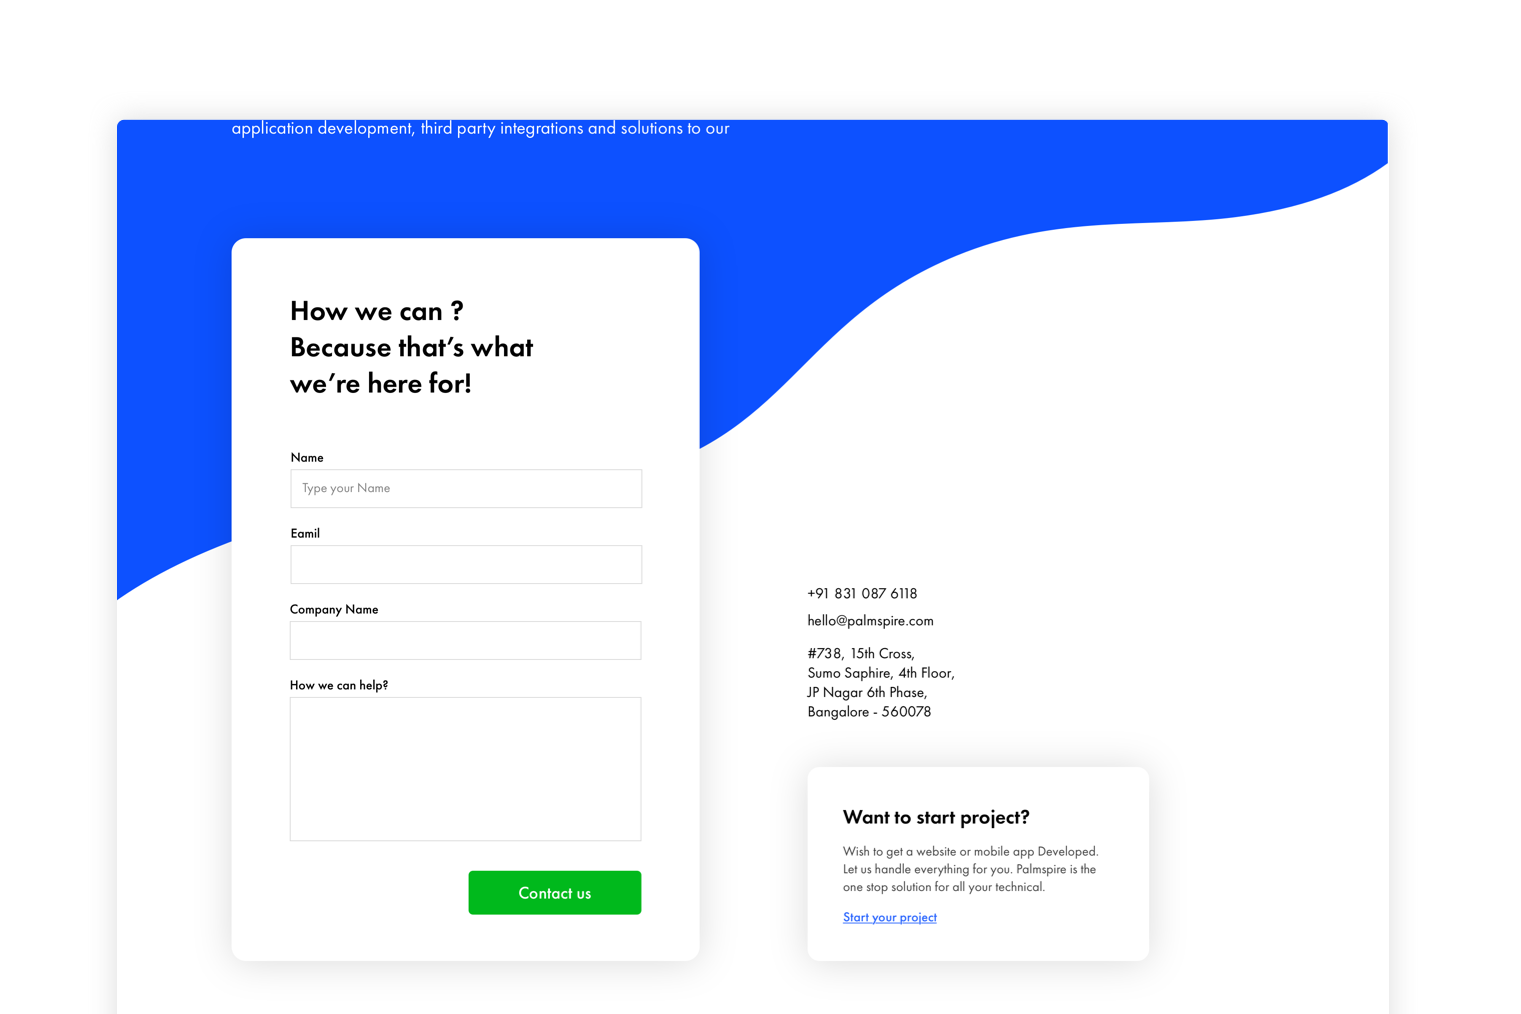 application development, third party integrations and solutions to our
How we can ?
Because that’s what
we’re here for!
Name
Type your Name
Eamil
Company Name
How we can help?
Contact us
+91 831 087 6118
hello@palmspire.com
#738, 15th Cross,
Sumo Saphire, 4th Floor,
JP Nagar 6th Phase,
Bangalore - 560078
Want to start project?
Wish to get a website or mobile app Developed.
Let us handle everything for you. Palmspire is the
one stop solution for all your technical.
Start your project